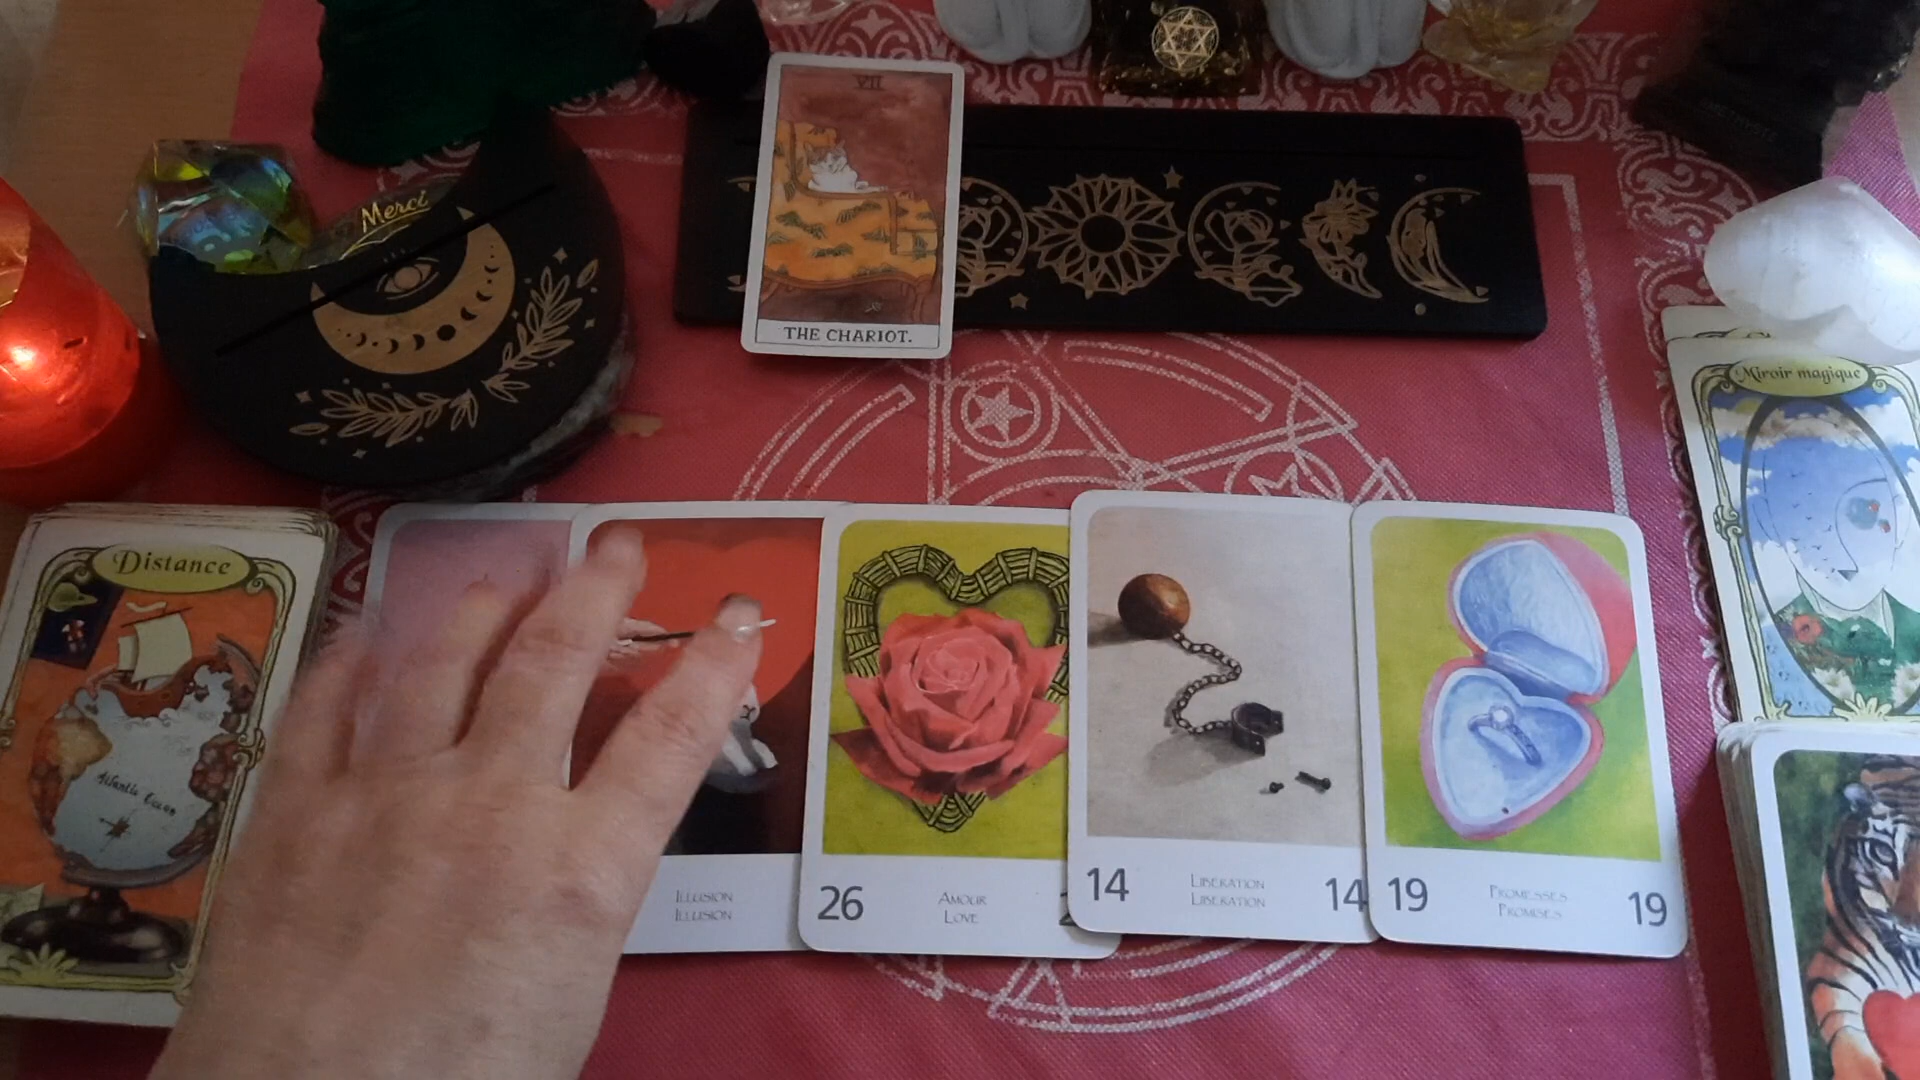 VII
THE CHARIOT.
Merci
Miroir magique
Distance
Atlantic Ocean
ILLUSION
ILLUSION
26
AMOUR
LOVE
2
14
LIBÉRATION
LIBERATION
14
19
PROMESSES
PROMISES
19